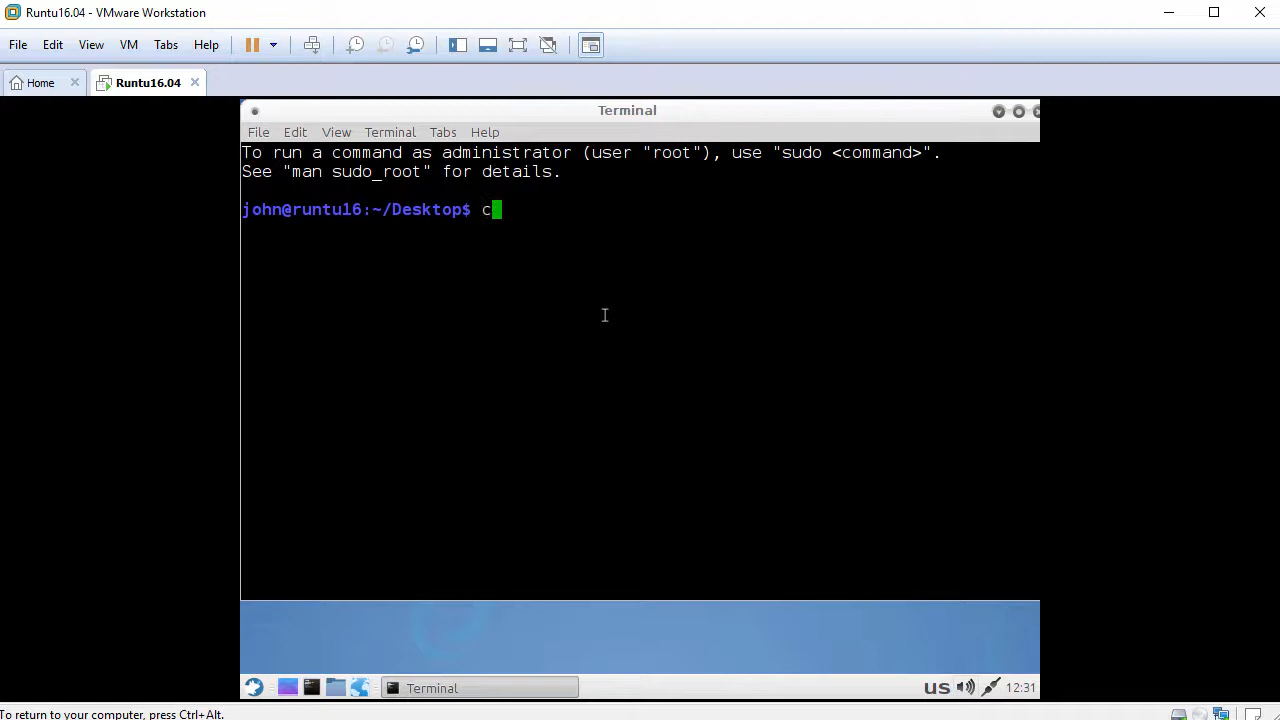 Runtu16.04 - VMware Workstation
File Edit View VM Tabs Help
Home Runtu16.04
Terminal
File Edit View Terminal Tabs Help
To run a command as administrator (user "root"), use "sudo <command>".
See "man sudo_root" for details.
john@runtu16:~/Desktop$ c
Terminal
us 12:31
To return to your computer, press Ctrl+Alt.